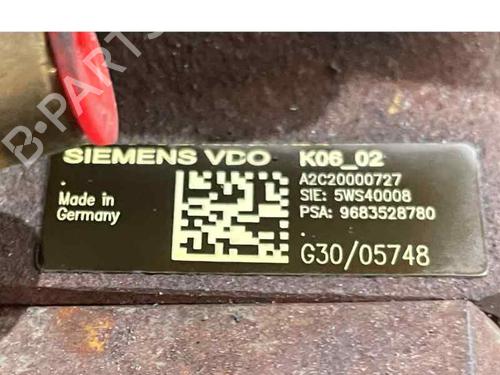 B-PARTS
SIEMENS VDO K06_02
A2C20000727
SIE: 5WS40008
PSA: 9683528780
Made in
Germany
G30/05748